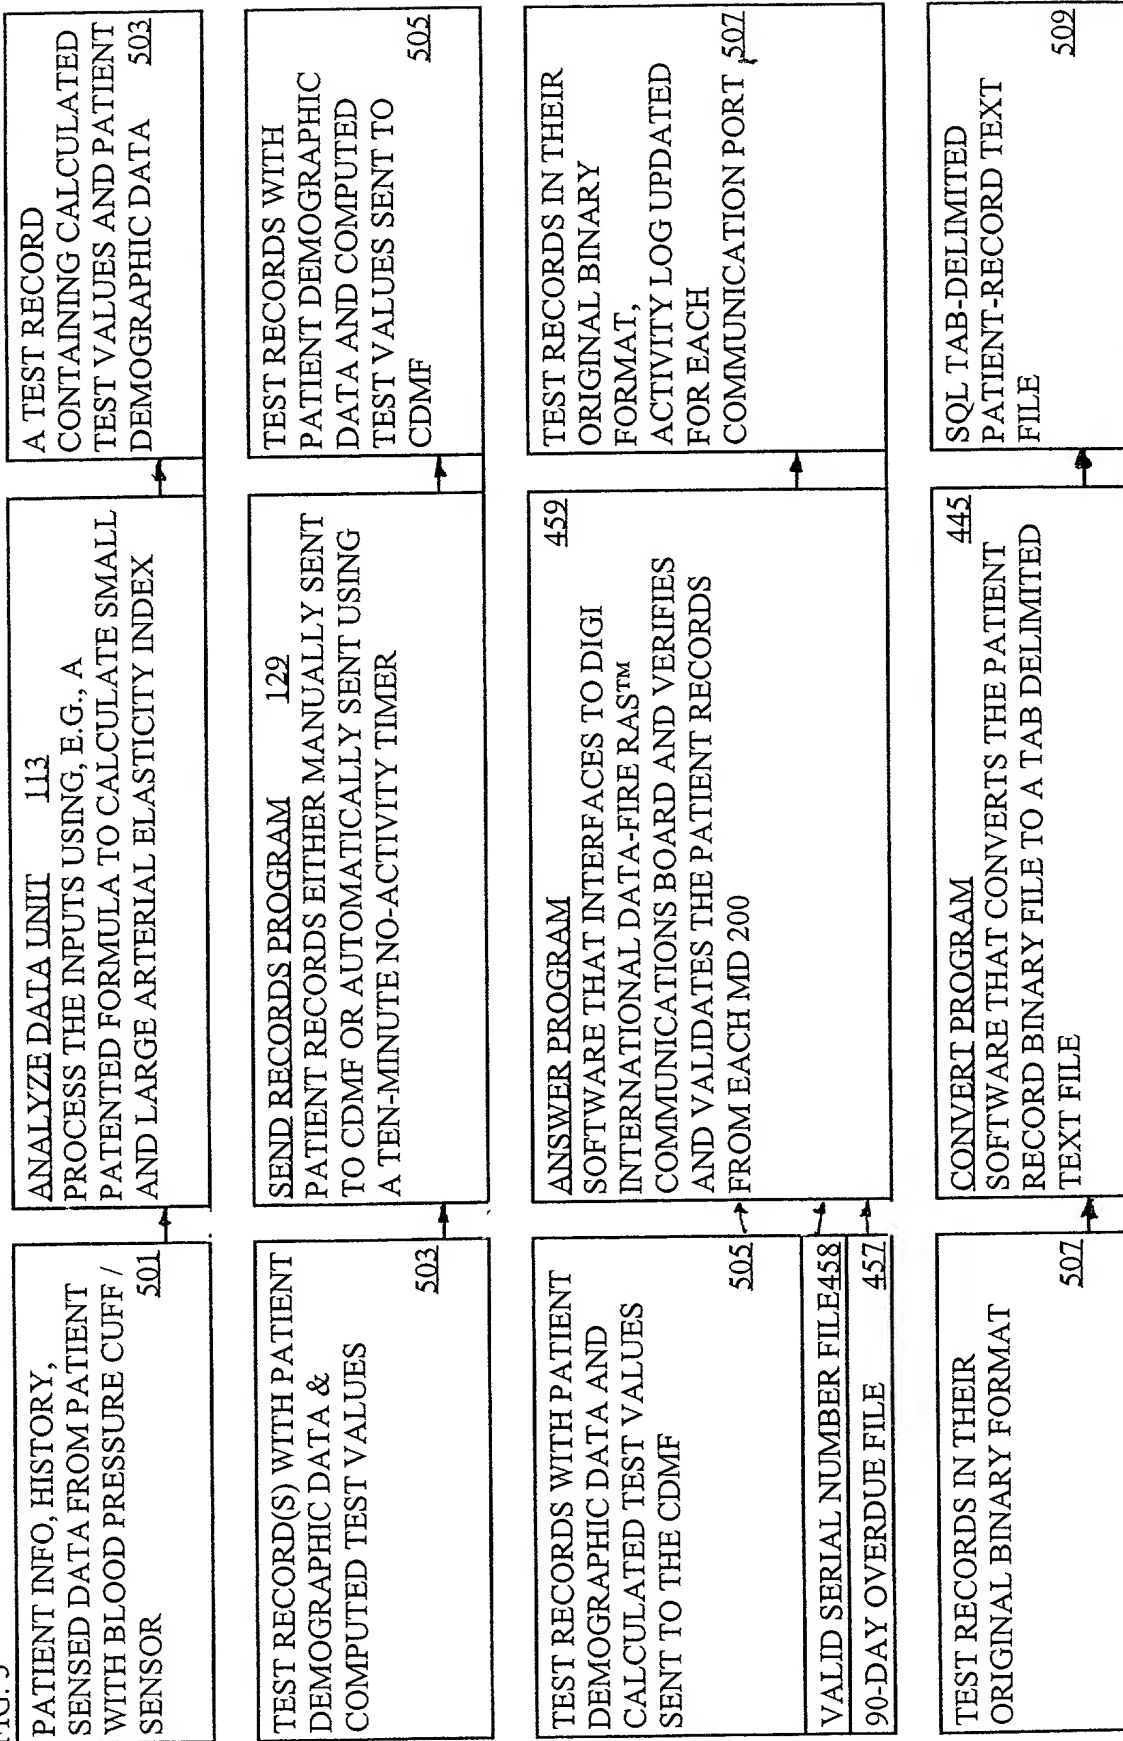 FIG. 5
PATIENT INFO, HISTORY,
SENSED DATA FROM PATIENT
WITH BLOOD PRESSURE CUFF /
SENSOR 501
ANALYZE DATA UNIT 113
PROCESS THE INPUTS USING, E.G., A
PATENTED FORMULA TO CALCULATE SMALL
AND LARGE ARTERIAL ELASTICITY INDEX
A TEST RECORD
CONTAINING CALCULATED
TEST VALUES AND PATIENT
DEMOGRAPHIC DATA 503
TEST RECORD(S) WITH PATIENT
DEMOGRAPHIC DATA &
COMPUTED TEST VALUES
503
SEND RECORDS PROGRAM 129
PATIENT RECORDS EITHER MANUALLY SENT
TO CDMF OR AUTOMATICALLY SENT USING
A TEN-MINUTE NO-ACTIVITY TIMER
TEST RECORDS WITH
PATIENT DEMOGRAPHIC
DATA AND COMPUTED
TEST VALUES SENT TO
CDMF 505
TEST RECORDS WITH PATIENT
DEMOGRAPHIC DATA AND
CALCULATED TEST VALUES
SENT TO THE CDMF
505
VALID SERIAL NUMBER FILE 458
90-DAY OVERDUE FILE 457
ANSWER PROGRAM 459
SOFTWARE THAT INTERFACES TO DIGI
INTERNATIONAL DATA-FIRE RAS™
COMMUNICATIONS BOARD AND VERIFIES
AND VALIDATES THE PATIENT RECORDS
FROM EACH MD 200
TEST RECORDS IN THEIR
ORIGINAL BINARY
FORMAT,
ACTIVITY LOG UPDATED
FOR EACH
COMMUNICATION PORT 507
TEST RECORDS IN THEIR
ORIGINAL BINARY FORMAT
507
CONVERT PROGRAM 445
SOFTWARE THAT CONVERTS THE PATIENT
RECORD BINARY FILE TO A TAB DELIMITED
TEXT FILE
SQL TAB-DELIMITED
PATIENT-RECORD TEXT
FILE
509